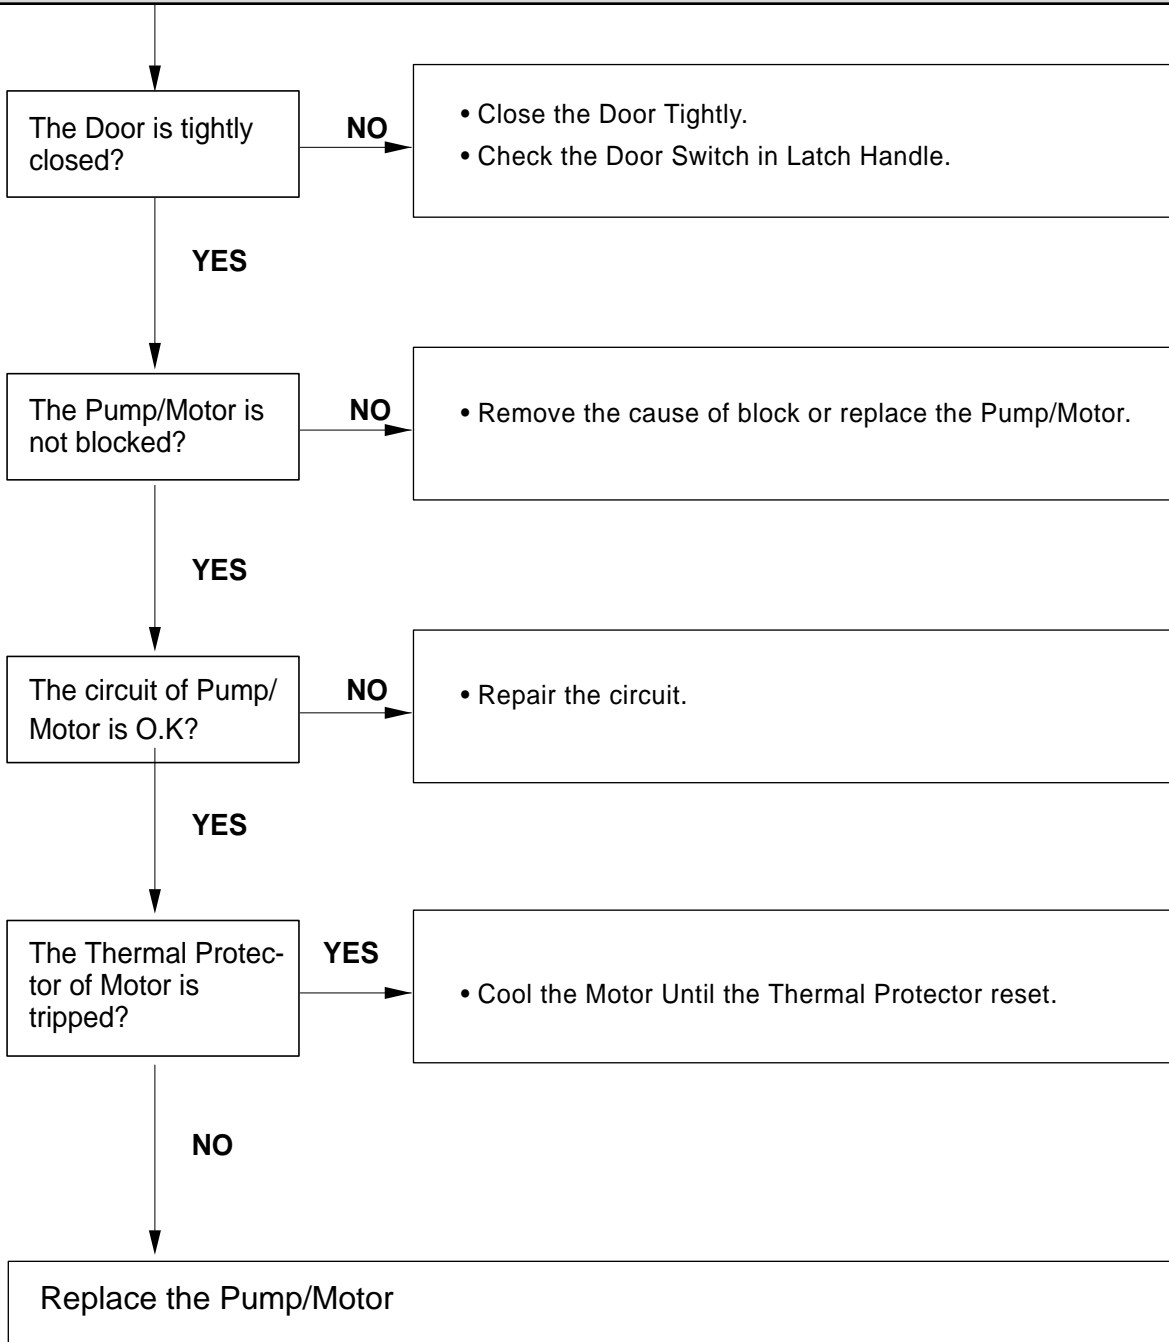 The Door is tightly
closed?
NO
• Close the Door Tightly.
• Check the Door Switch in Latch Handle.
YES
The Pump/Motor is
not blocked?
NO
• Remove the cause of block or replace the Pump/Motor.
YES
The circuit of Pump/
Motor is O.K?
NO
• Repair the circuit.
YES
The Thermal Protec-
tor of Motor is
tripped?
YES
• Cool the Motor Until the Thermal Protector reset.
NO
Replace the Pump/Motor